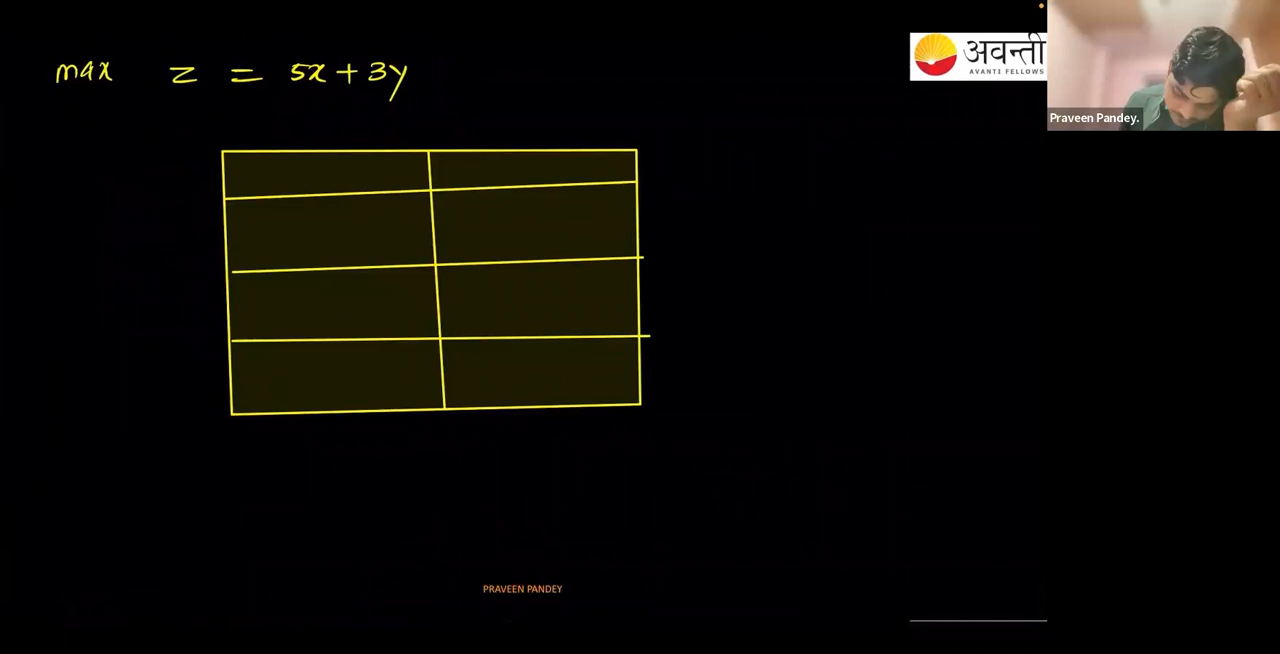 max z = 5x + 3y
अवन्ती
AVANTI FELLOWS
Praveen Pandey.
PRAVEEN PANDEY